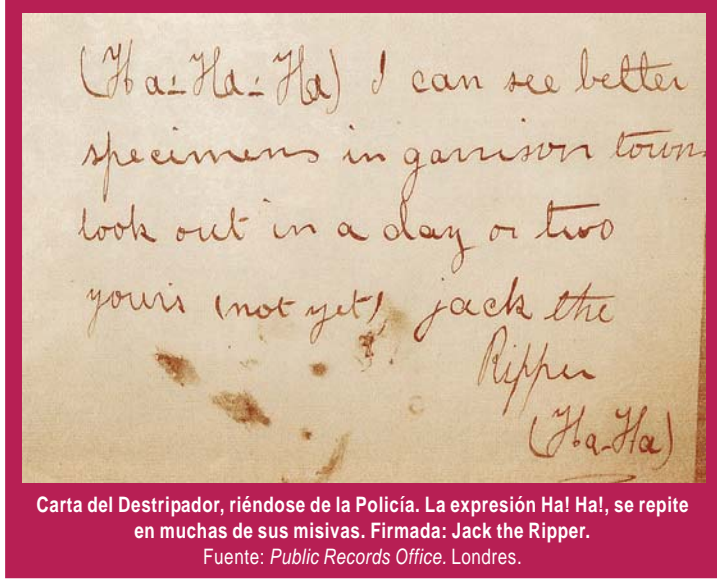 (Ha-Ha-Ha) I can see better
specimens in garrison towns
look out in a day or two
yours (not yet) jack the
Ripper
(Ha-Ha)
Carta del Destripador, riéndose de la Policía. La expresión Ha! Ha!, se repite
en muchas de sus misivas. Firmada: Jack the Ripper.
Fuente: Public Records Office. Londres.